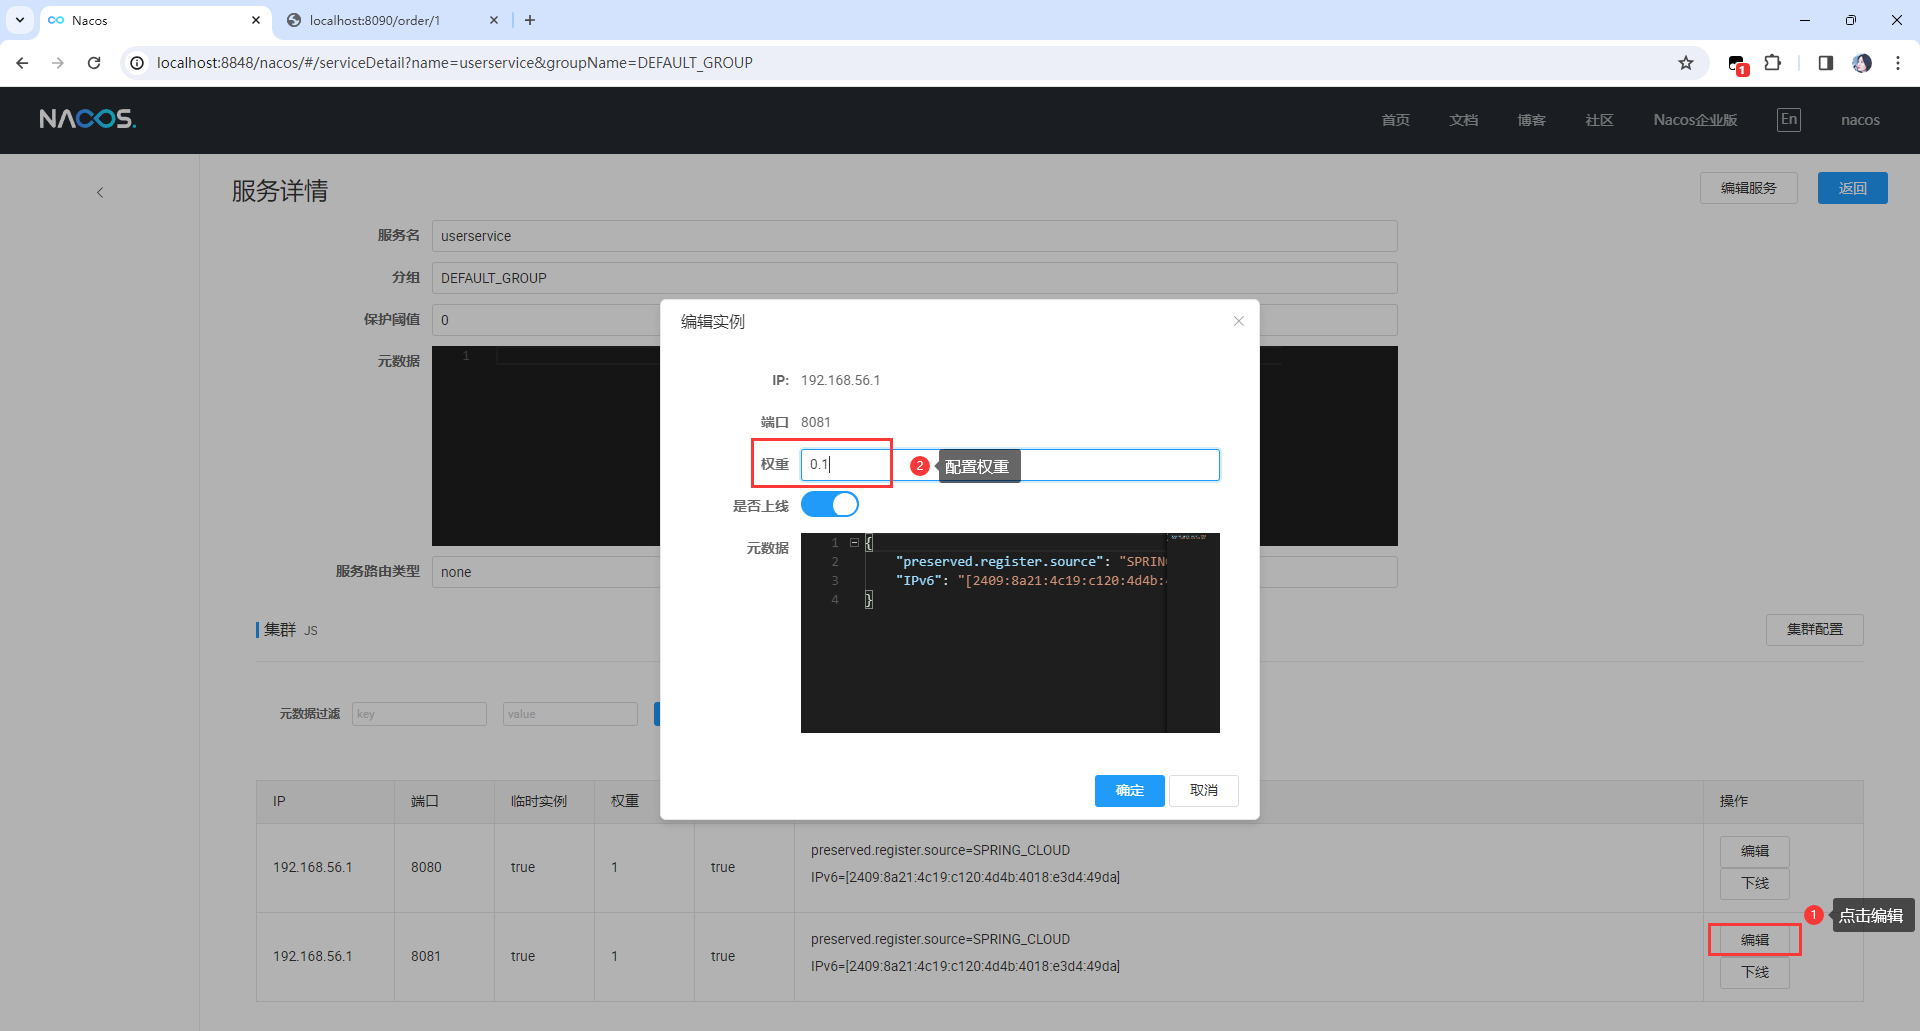 Nacos
localhost:8090/order/1
localhost:8848/nacos/#/serviceDetail?name=userservice&groupName=DEFAULT_GROUP
1
NACOS.
首页
文档
博客
社区
Nacos企业版
En
nacos
服务详情
编辑服务
返回
服务名
userservice
分组
DEFAULT_GROUP
保护阈值
0
元数据
1
服务路由类型
none
集群 JS
集群配置
元数据过滤
key
value
编辑实例
IP: 192.168.56.1
端口 8081
权重 0.1
2 配置权重
是否上线
元数据
1 {
2 "preserved.register.source": "SPRIN
3 "IPv6": "[2409:8a21:4c19:c120:4d4b:
4 }
确定
取消
IP 端口 临时实例 权重 操作
192.168.56.1 8080 true 1 true
preserved.register.source=SPRING_CLOUD
IPv6=[2409:8a21:4c19:c120:4d4b:4018:e3d4:49da]
编辑
下线
1 点击编辑
192.168.56.1 8081 true 1 true
preserved.register.source=SPRING_CLOUD
IPv6=[2409:8a21:4c19:c120:4d4b:4018:e3d4:49da]
编辑
下线